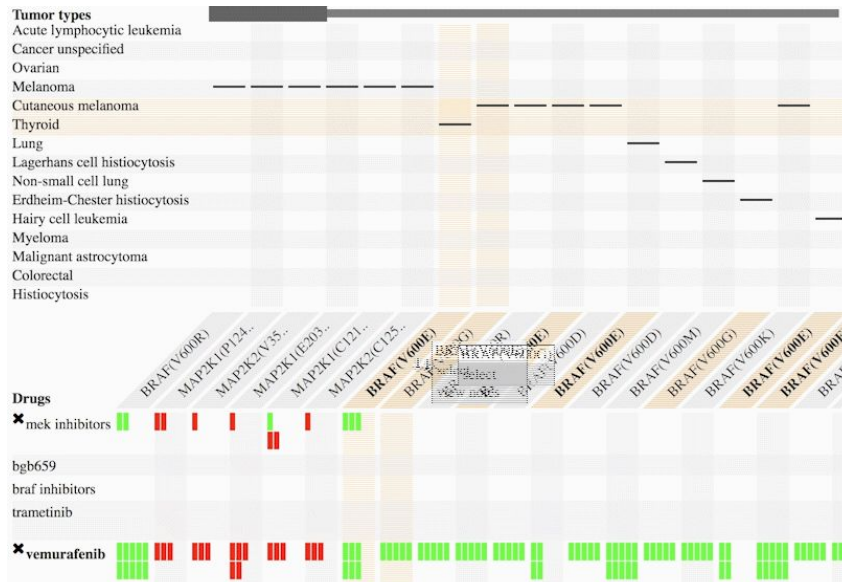 Tumor types
Acute lymphocytic leukemia
Cancer unspecified
Ovarian
Melanoma
Cutaneous melanoma
Thyroid
Lung
Lagerhans cell histiocytosis
Non-small cell lung
Erdheim-Chester histiocytosis
Hairy cell leukemia
Myeloma
Malignant astrocytoma
Colorectal
Histiocytosis
BRAF(V600R)
MAP2K1(P124..
MAP2K2(V35..
MAP2K1(E203..
MAP2K1(C121..
MAP2K2(C125..
BRAF(V600E)
BRAF(V600E)
BRAF(V600D)
BRAF(V600M)
BRAF(V600G)
BRAF(V600K)
BRAF(V600E)
Select
view notes
Drugs
✖ mek inhibitors
bgb659
braf inhibitors
trametinib
✖ vemurafenib